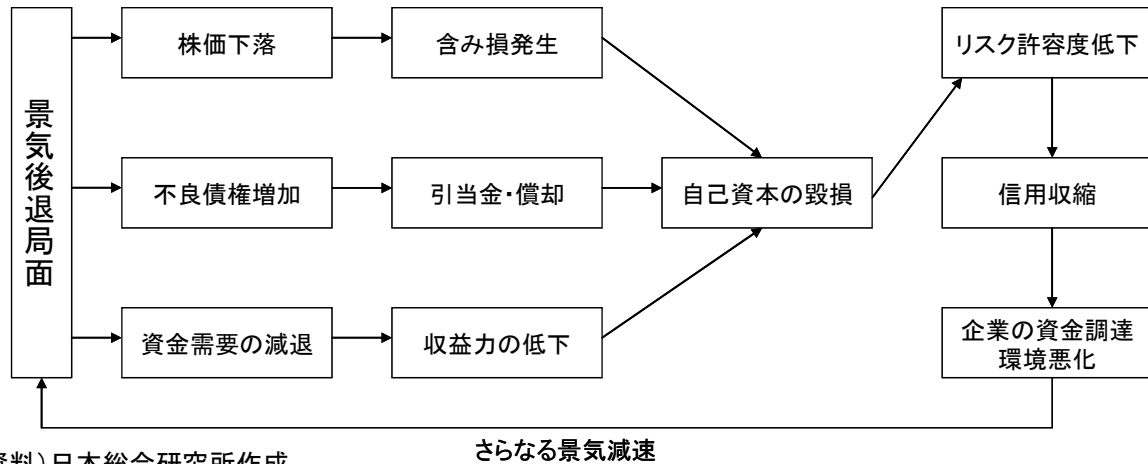 株価下落
含み損発生
リスク許容度低下
景気後退局面
不良債権増加
引当金・償却
自己資本の毀損
信用収縮
資金需要の減退
収益力の低下
企業の資金調達
環境悪化
さらなる景気減速
資料)日本総合研究所作成